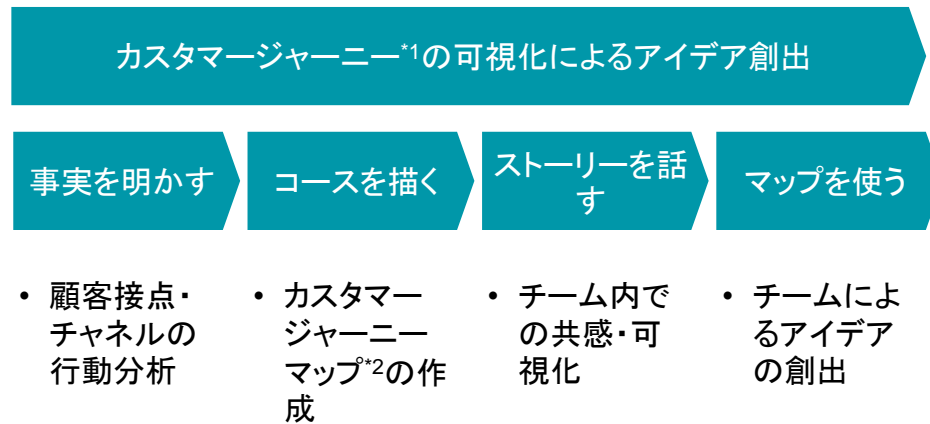 カスタマージャーニー*1の可視化によるアイデア創出
事実を明かす
コースを描く
ストーリーを話
す
マップを使う
• 顧客接点・
チャネルの
行動分析
• カスタマー
ジャーニー
マップ*2の作
成
• チーム内で
の共感・可
視化
• チームによ
るアイデア
の創出